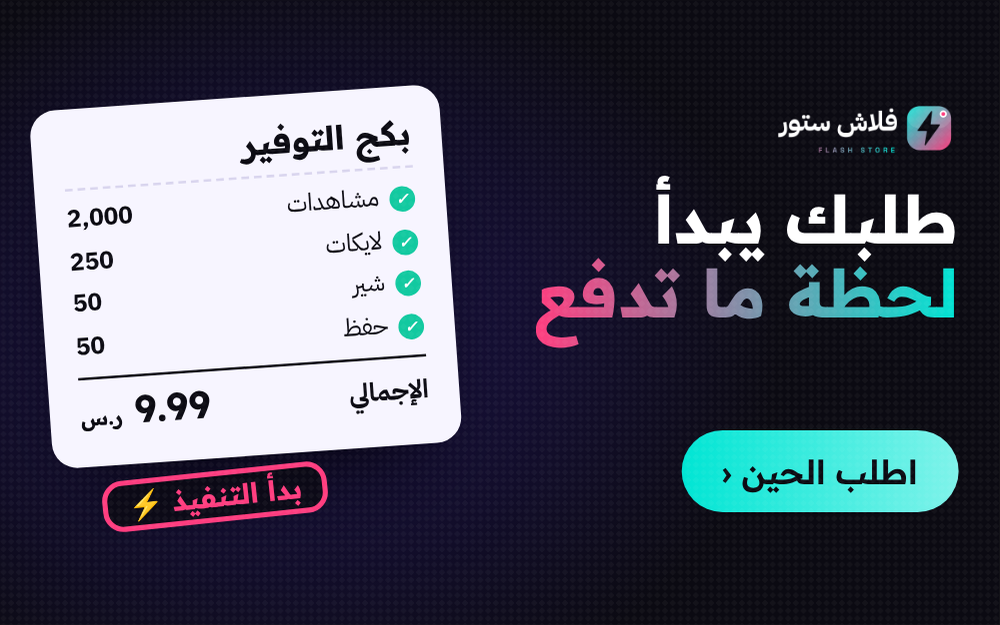 فلاش ستور
FLASH STORE
طلبك يبدأ
لحظة ما تدفع
اطلب الحين ›
بكج التوفير
مشاهدات 2,000
لايكات 250
شير 50
حفظ 50
الإجمالي 9.99 ر.س
بدأ التنفيذ ⚡